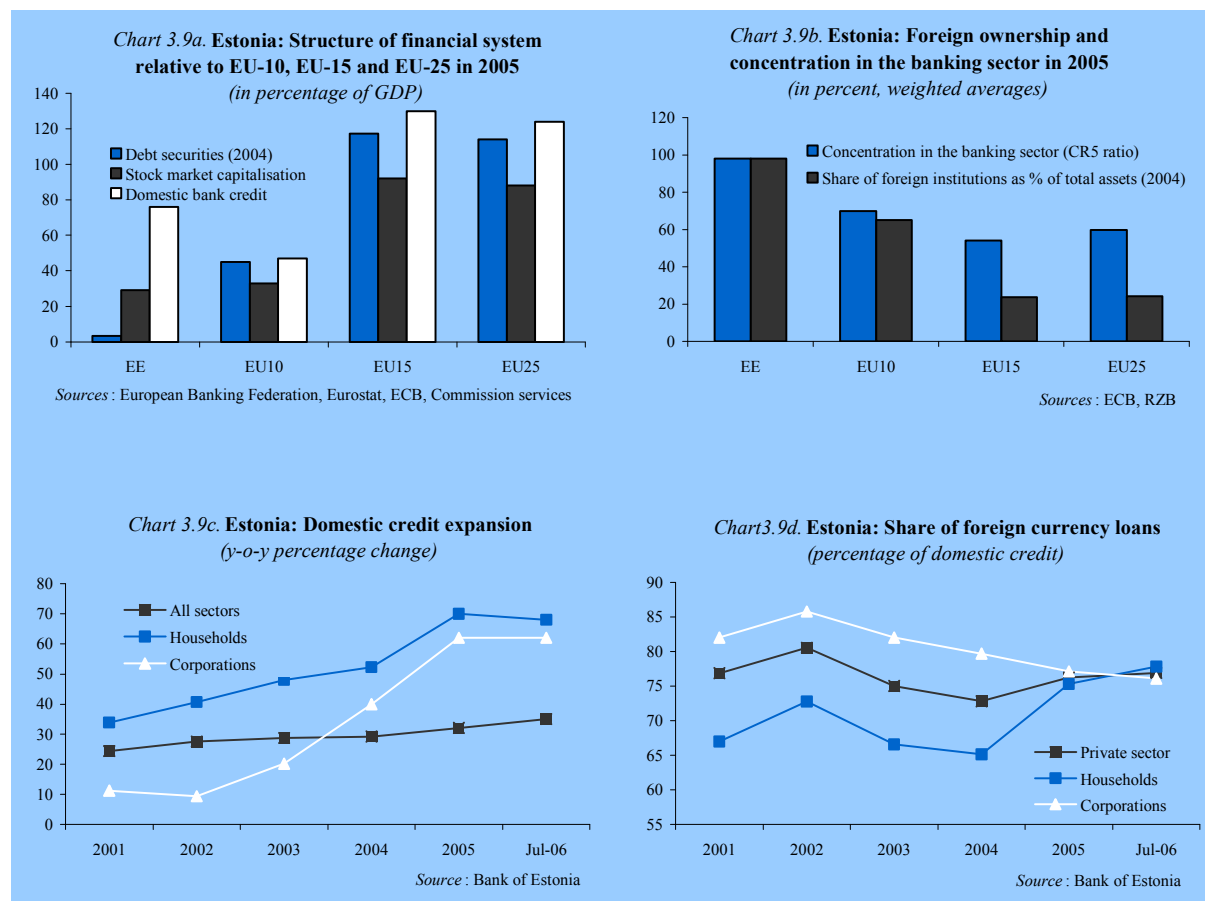 Chart 3.9a. Estonia: Structure of financial system
relative to EU-10, EU-15 and EU-25 in 2005
(in percentage of GDP)
140
120
100
80
60
40
20
0
Debt securities (2004)
Stock market capitalisation
Domestic bank credit
EE EU10 EU15 EU25
Sources : European Banking Federation, Eurostat, ECB, Commission services
Chart 3.9b. Estonia: Foreign ownership and
concentration in the banking sector in 2005
(in percent, weighted averages)
120
100
80
60
40
20
0
Concentration in the banking sector (CR5 ratio)
Share of foreign institutions as % of total assets (2004)
EE EU10 EU15 EU25
Sources : ECB, RZB
Chart 3.9c. Estonia: Domestic credit expansion
(y-o-y percentage change)
80
70
60
50
40
30
20
10
0
All sectors
Households
Corporations
2001 2002 2003 2004 2005 Jul-06
Source : Bank of Estonia
Chart3.9d. Estonia: Share of foreign currency loans
(percentage of domestic credit)
90
85
80
75
70
65
60
55
Private sector
Households
Corporations
2001 2002 2003 2004 2005 Jul-06
Source : Bank of Estonia